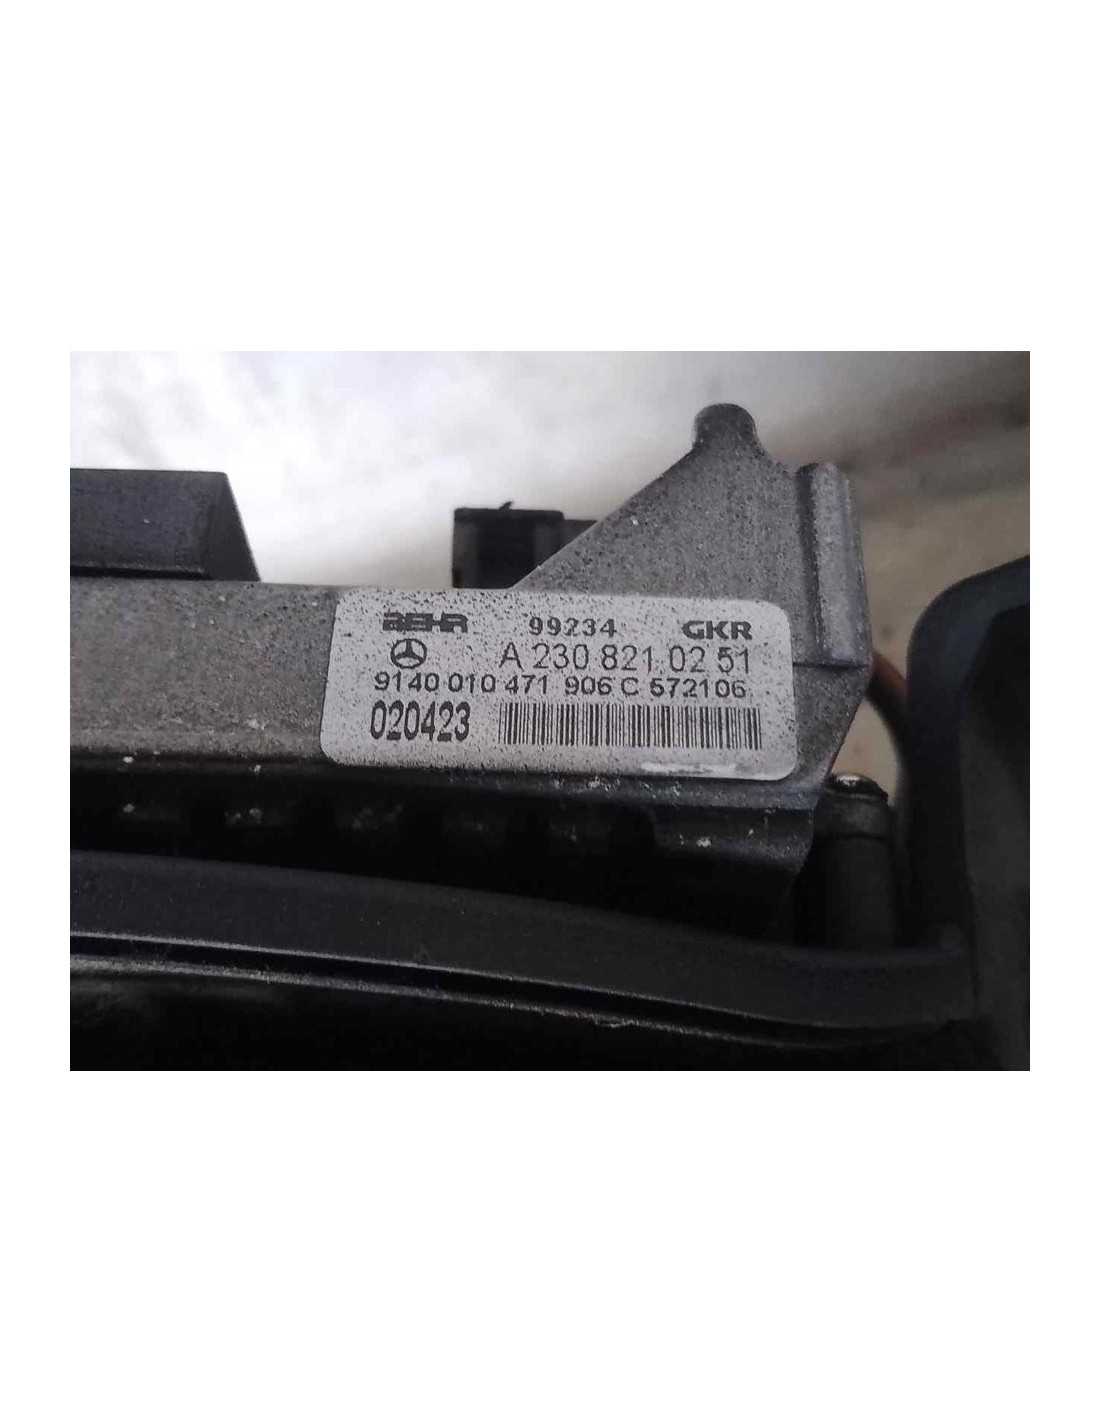 BEHR 99234 GKR
A 230 821 02 51
9140 010 471 906 C 572106
020423